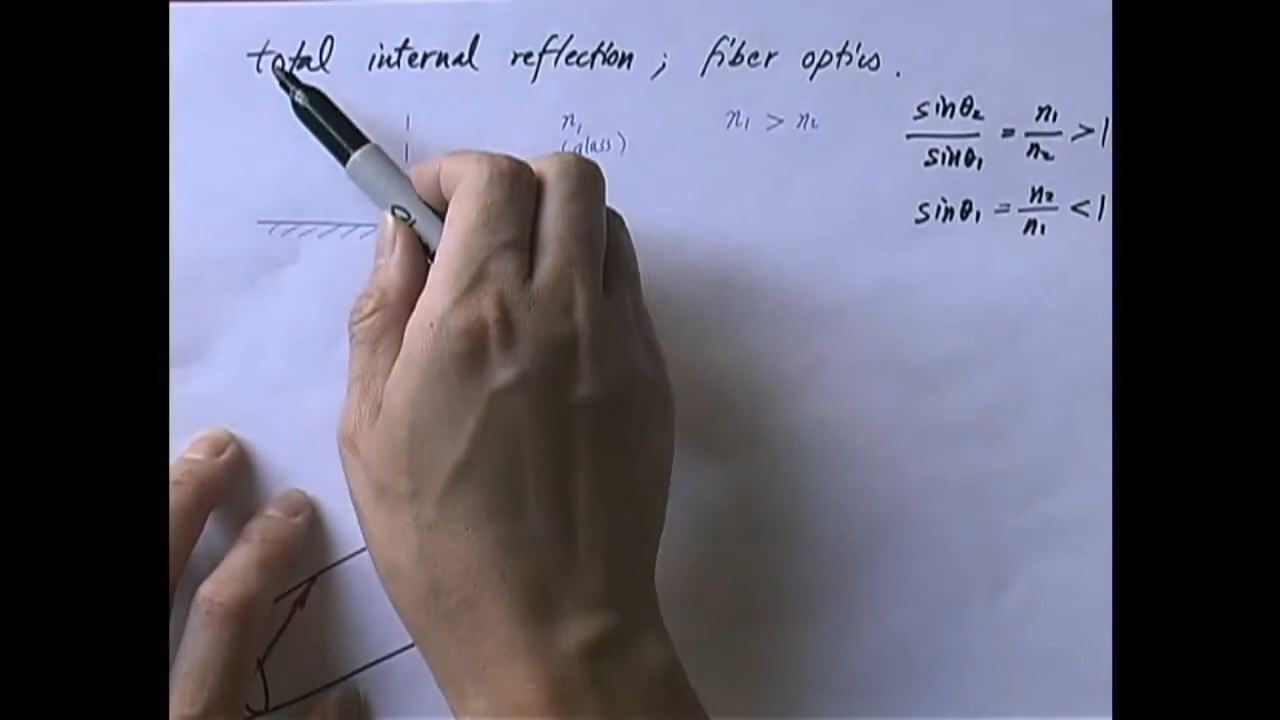 total internal reflection ; fiber optics .
n₁ n₁ > n₂
(glass)
sinθ₂/sinθ₁ = n₁/n₂ > 1
sinθ₁ = n₂/n₁ < 1